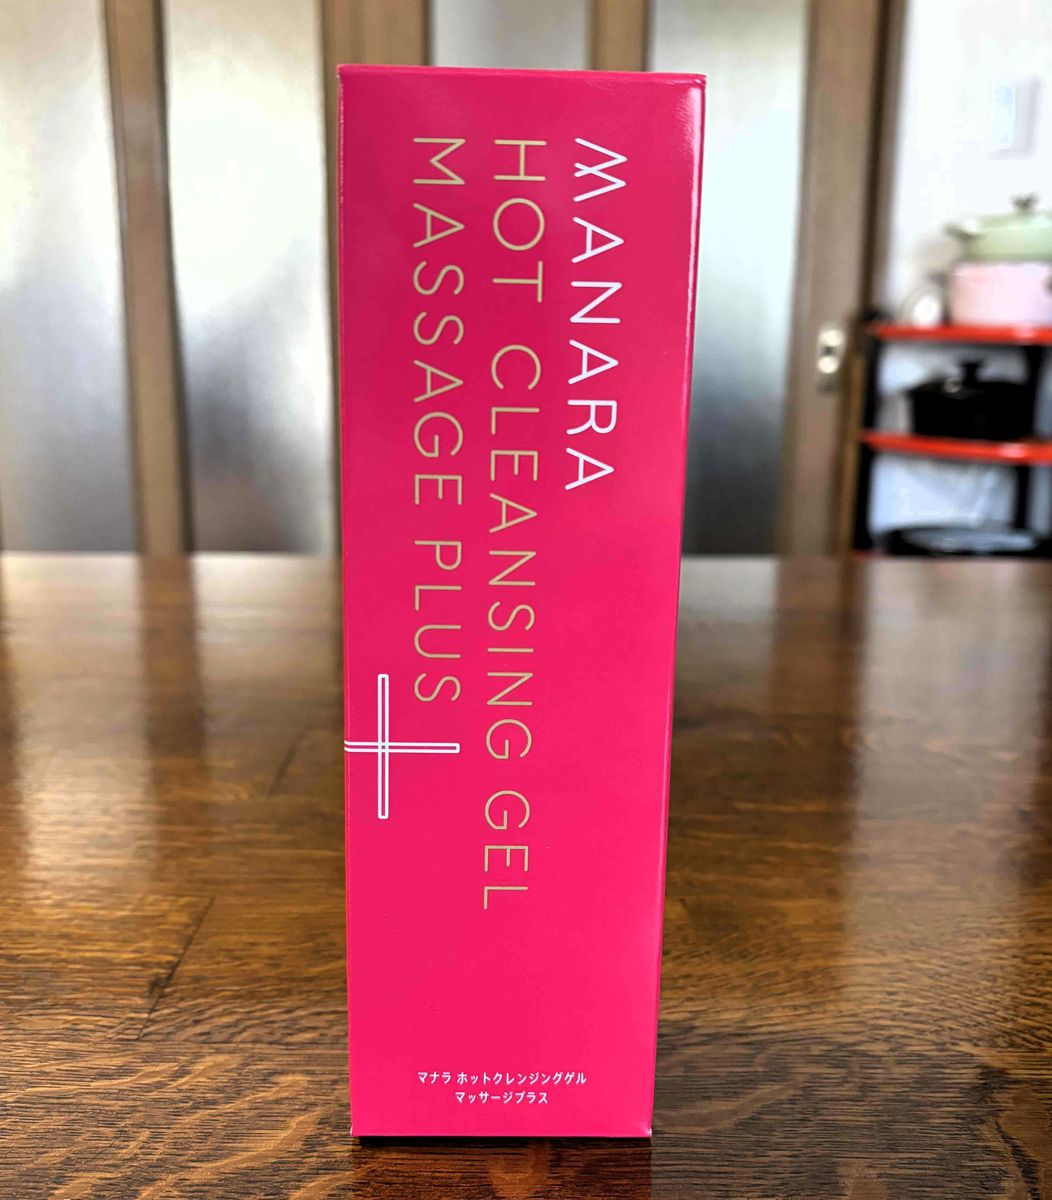 MANARA
HOT CLEANSING GEL
MASSAGE PLUS
マナラ ホットクレンジングゲル
マッサージプラス